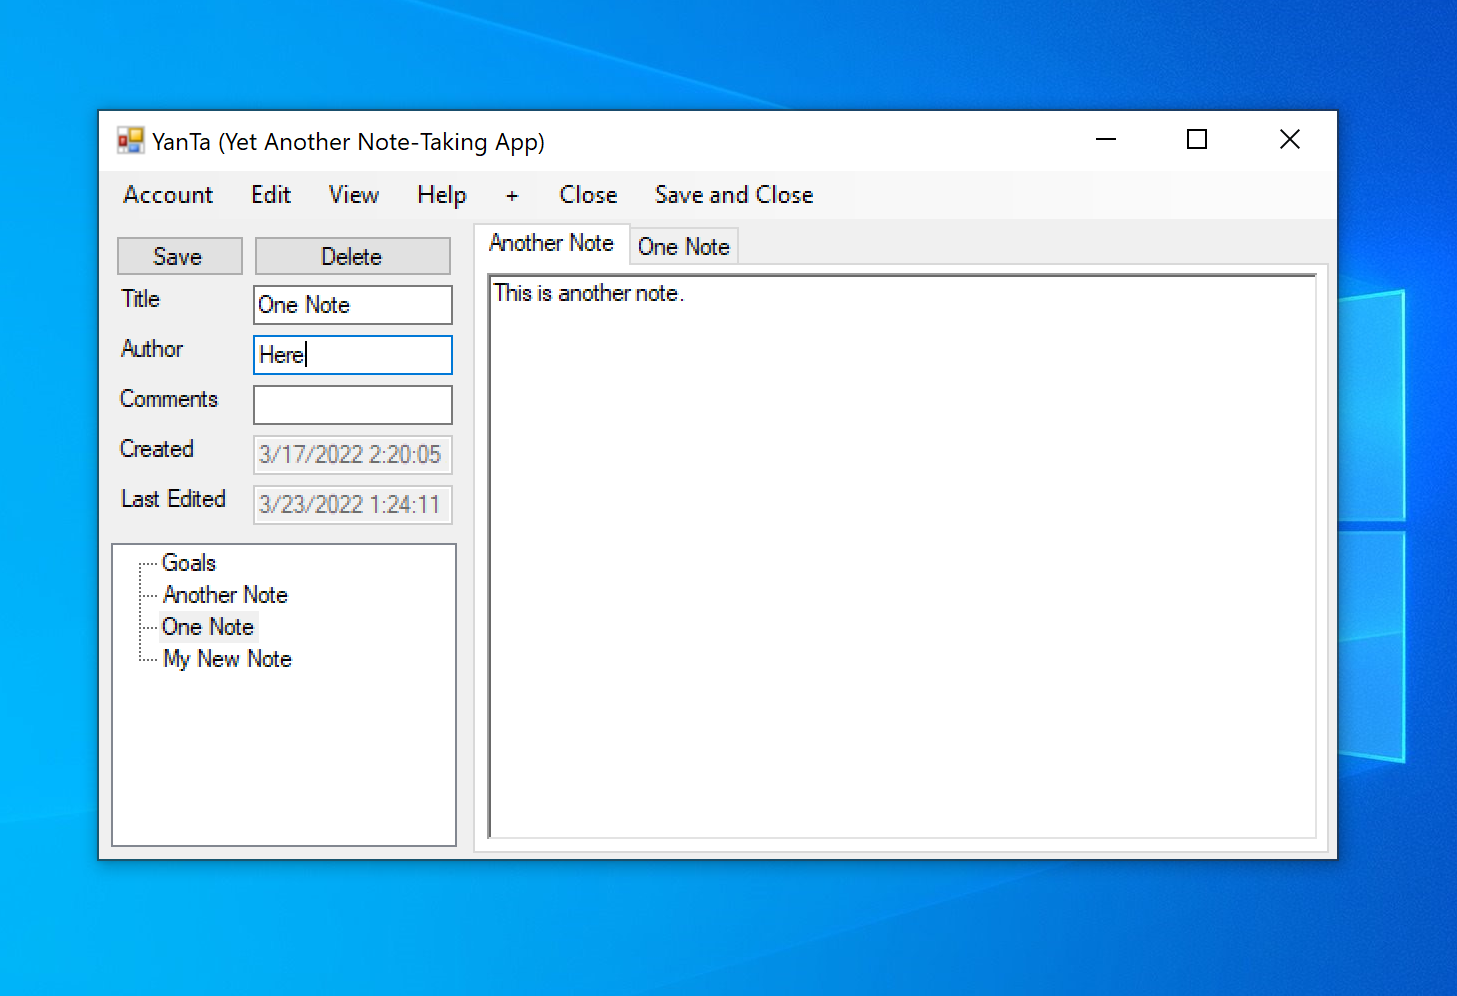 YanTa (Yet Another Note-Taking App)
Account Edit View Help + Close Save and Close
Save Delete
Title One Note
Author Here
Comments
Created 3/17/2022 2:20:05
Last Edited 3/23/2022 1:24:11
Goals
Another Note
One Note
My New Note
Another Note One Note
This is another note.